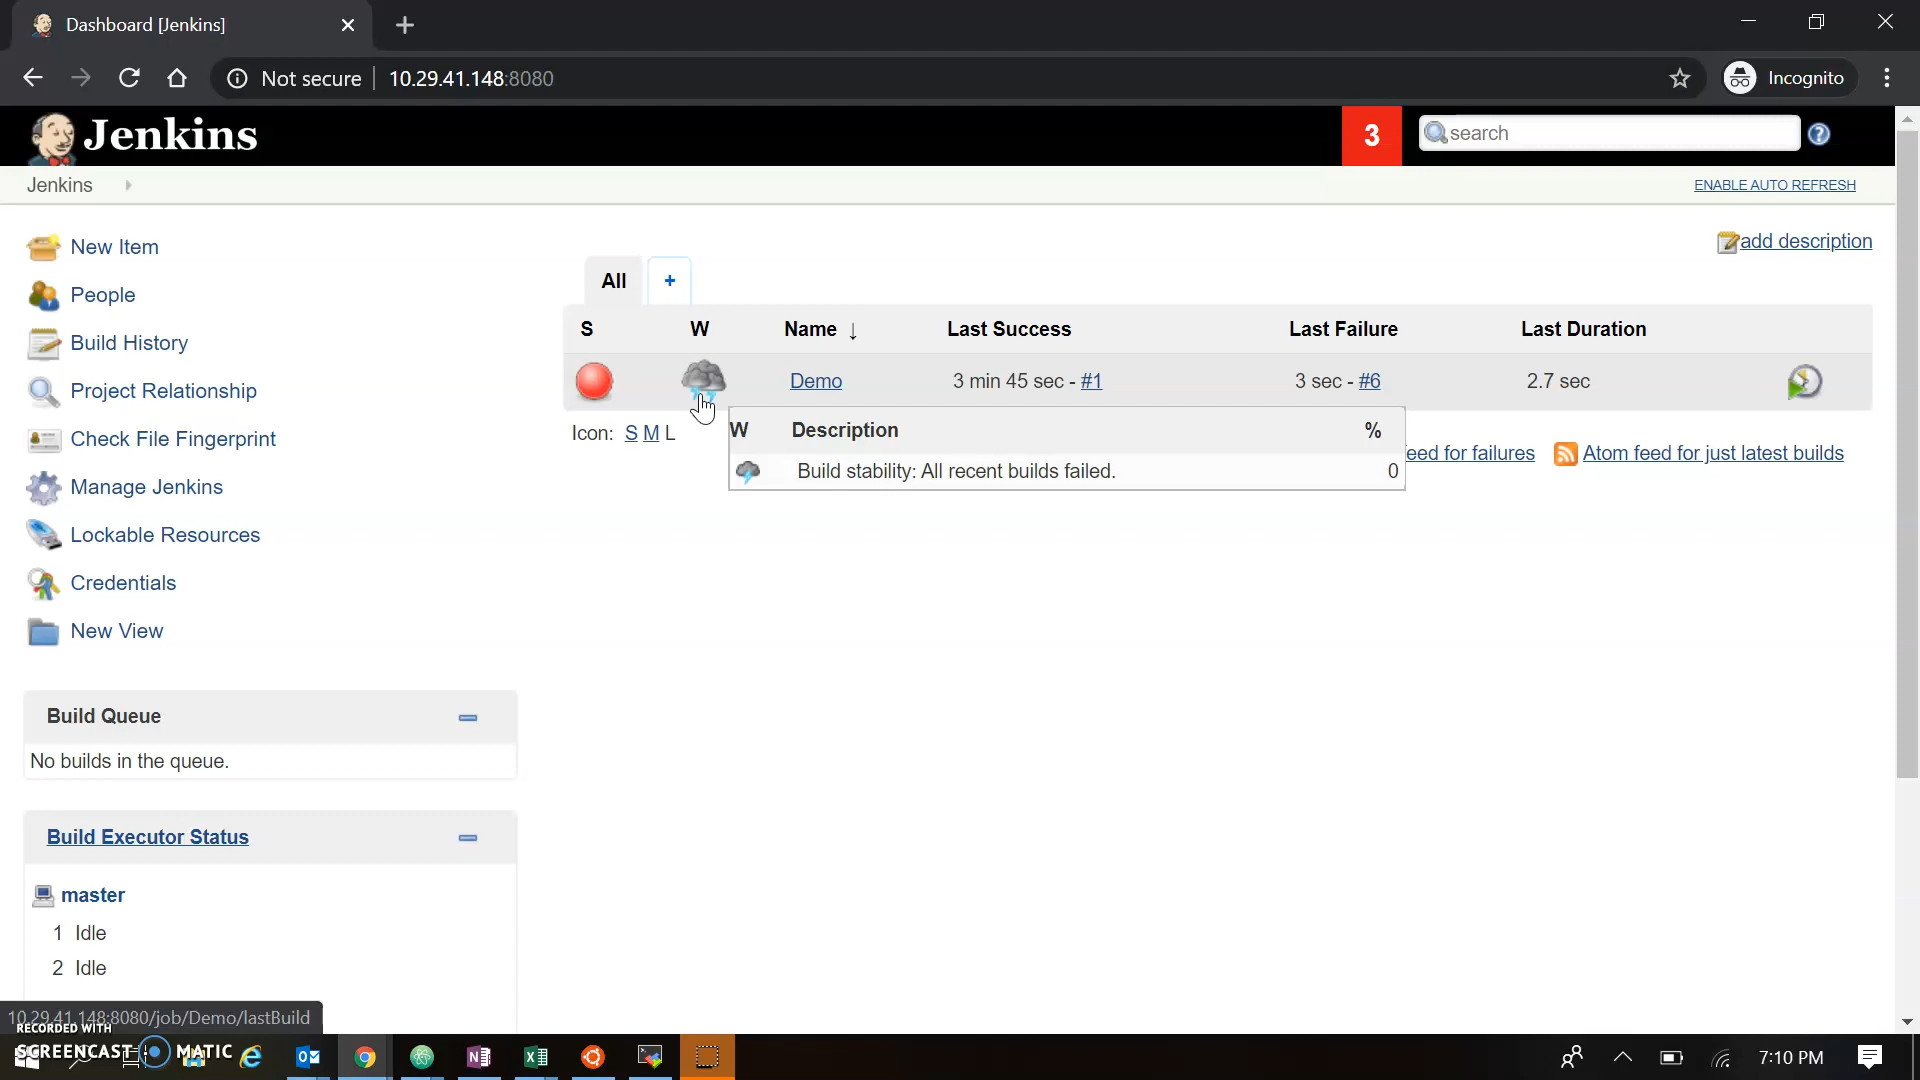 Dashboard [Jenkins]
Not secure 10.29.41.148:8080
Incognito
Jenkins
3
search
Jenkins
ENABLE AUTO REFRESH
New Item
People
Build History
Project Relationship
Check File Fingerprint
Manage Jenkins
Lockable Resources
Credentials
New View
add description
All +
S W Name ↓ Last Success Last Failure Last Duration
Demo 3 min 45 sec - #1 3 sec - #6 2.7 sec
Icon: S M L
W Description %
Build stability: All recent builds failed. 0
eed for failures Atom feed for just latest builds
Build Queue
No builds in the queue.
Build Executor Status
master
1 Idle
2 Idle
10.29.41.148:8080/job/Demo/lastBuild
RECORDED WITH
SCREENCAST MATIC
7:10 PM